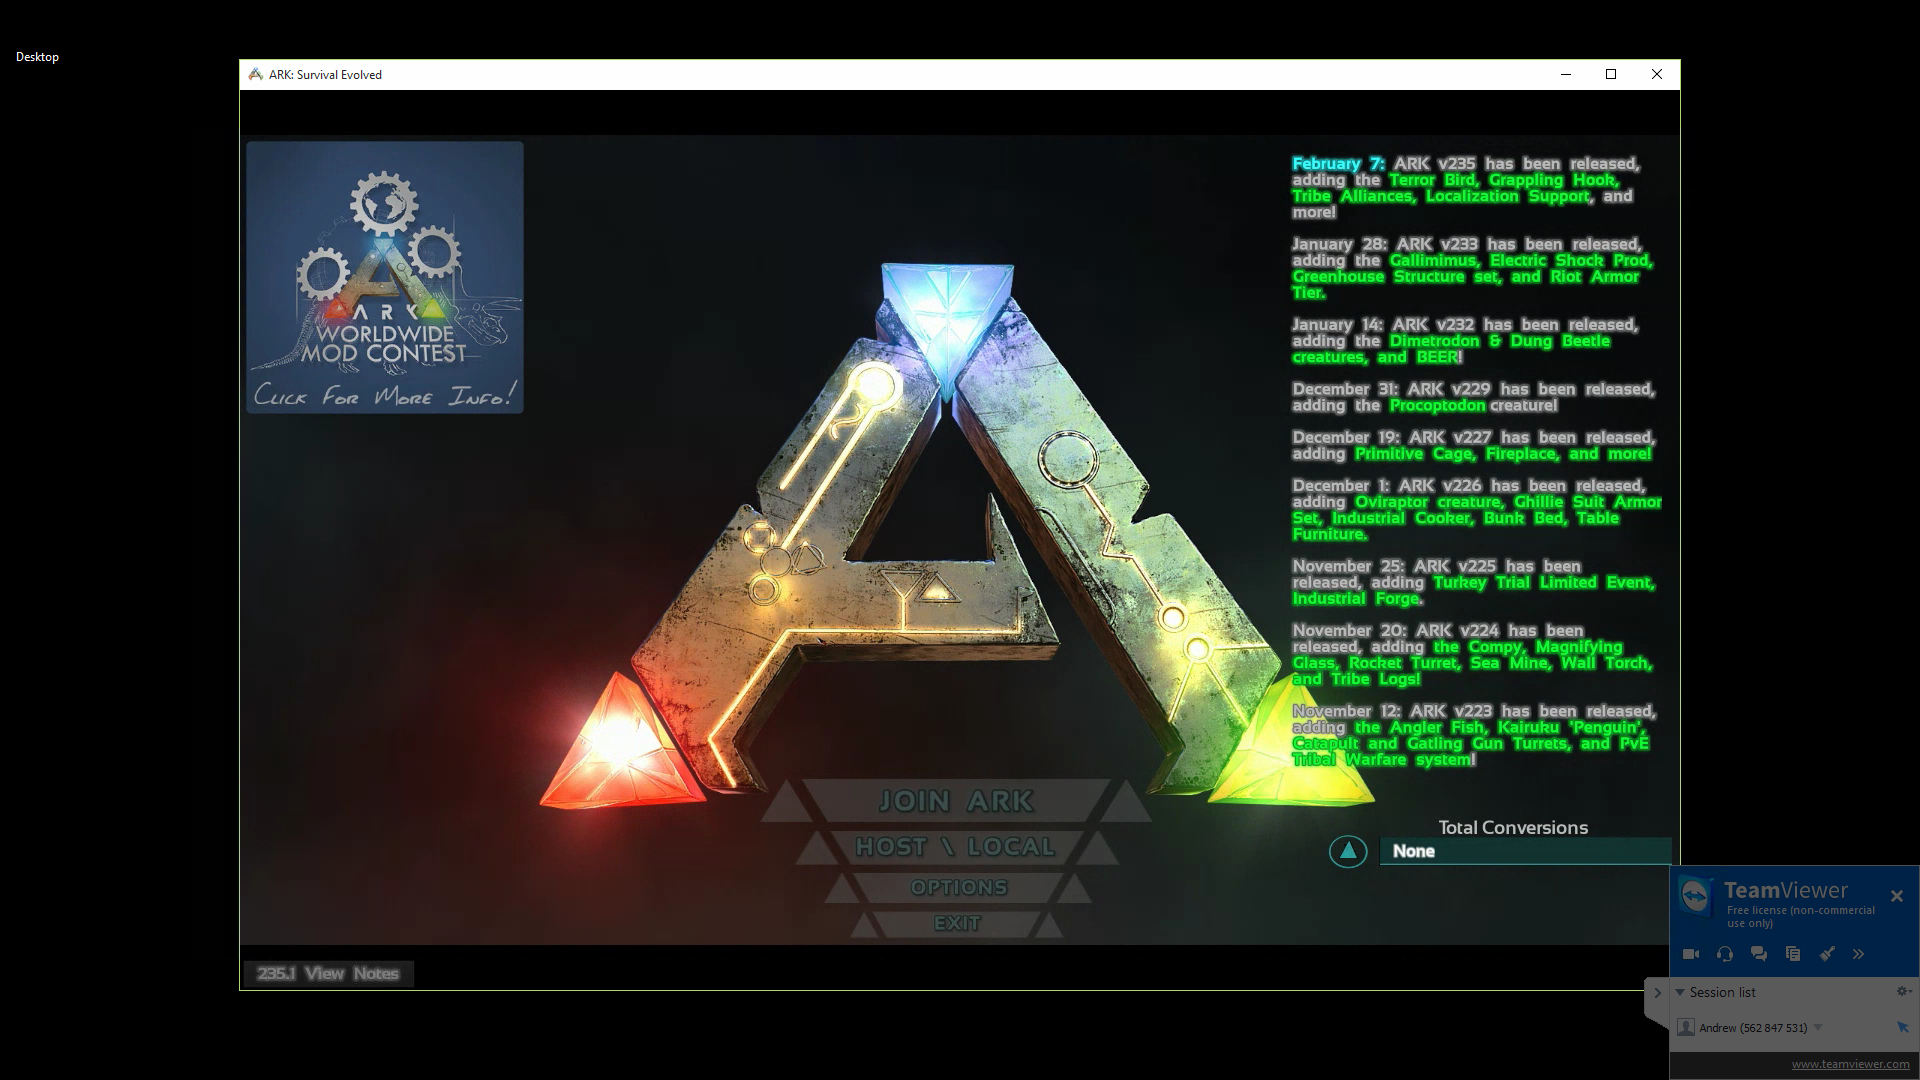 Desktop
ARK: Survival Evolved
ARK
WORLDWIDE
MOD CONTEST
CLICK FOR MORE INFO!
February 7: ARK v235 has been released,
adding the Terror Bird, Grappling Hook,
Tribe Alliances, Localization Support, and
more!
January 28: ARK v233 has been released,
adding the Gallimimus, Electric Shock Prod,
Greenhouse Structure set, and Riot Armor
Tier.
January 14: ARK v232 has been released,
adding the Dimetrodon & Dung Beetle
creatures, and BEER!
December 31: ARK v229 has been released,
adding the Procoptodon creature!
December 19: ARK v227 has been released,
adding Primitive Cage, Fireplace, and more!
December 1: ARK v226 has been released,
adding Oviraptor creature, Ghillie Suit Armor
Set, Industrial Cooker, Bunk Bed, Table
Furniture.
November 25: ARK v225 has been
released, adding Turkey Trial Limited Event,
Industrial Forge.
November 20: ARK v224 has been
released, adding the Compy, Magnifying
Glass, Rocket Turret, Sea Mine, Wall Torch,
and Tribe Logs!
November 12: ARK v223 has been released,
adding the Angler Fish, Kairuku 'Penguin',
Catapult and Gatling Gun Turrets, and PvE
Tribal Warfare system!
JOIN ARK
HOST \ LOCAL
OPTIONS
EXIT
Total Conversions
None
235.1 View Notes
TeamViewer
Free license (non-commercial
use only)
Session list
Andrew (562 847 531)
www.teamviewer.com